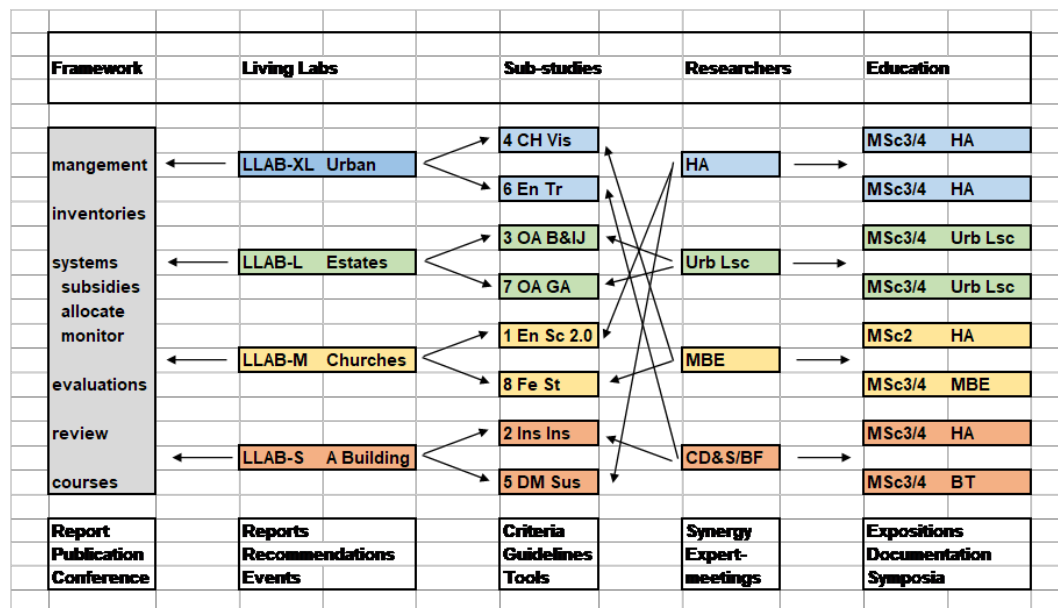 Framework Living Labs Sub-studies Researchers Education
4 CH Vis MSc3/4 HA
mangement LLAB-XL Urban HA
6 En Tr MSc3/4 HA
inventories
3 OA B&IJ MSc3/4 Urb Lsc
systems LLAB-L Estates Urb Lsc
subsidies 7 OA GA MSc3/4 Urb Lsc
allocate
monitor 1 En Sc 2.0 MSc2 HA
LLAB-M Churches MBE
evaluations 8 Fe St MSc3/4 MBE
review 2 Ins Ins MSc3/4 HA
LLAB-S A Building CD&S/BF
courses 5 DM Sus MSc3/4 BT
Report Reports Criteria Synergy Expositions
Publication Recommendations Guidelines Expert- Documentation
Conference Events Tools meetings Symposia